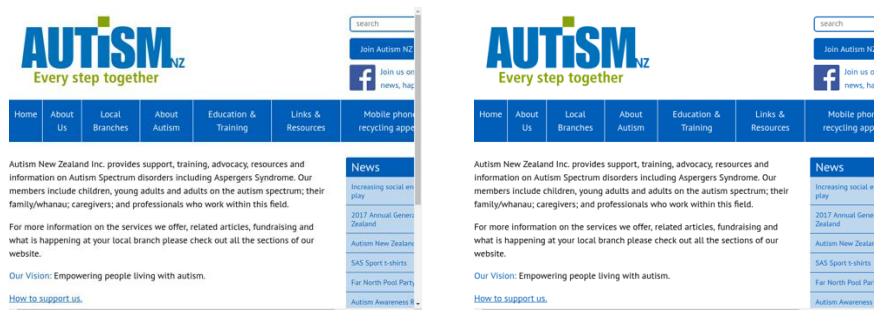 AUTiSM NZ
Every step together
search
Join Autism NZ
Join us on
news, hap
Home About Us Local Branches About Autism Education & Training Links & Resources Mobile phone recycling appe
Autism New Zealand Inc. provides support, training, advocacy, resources and
information on Autism Spectrum disorders including Aspergers Syndrome. Our
members include children, young adults and adults on the autism spectrum; their
family/whanau; caregivers; and professionals who work within this field.
For more information on the services we offer, related articles, fundraising and
what is happening at your local branch please check out all the sections of our
website.
Our Vision: Empowering people living with autism.
How to support us.
News
Increasing social en
play
2017 Annual Genera
Zealand
Autism New Zealand
SAS Sport t-shirts
Far North Pool Party
Autism Awareness R
AUTiSM NZ
Every step together
search
Join Autism NZ
Join us o
news, ha
Home About Us Local Branches About Autism Education & Training Links & Resources Mobile phon recycling app
Autism New Zealand Inc. provides support, training, advocacy, resources and
information on Autism Spectrum disorders including Aspergers Syndrome. Our
members include children, young adults and adults on the autism spectrum; their
family/whanau; caregivers; and professionals who work within this field.
For more information on the services we offer, related articles, fundraising and
what is happening at your local branch please check out all the sections of our
website.
Our Vision: Empowering people living with autism.
How to support us.
News
Increasing social e
play
2017 Annual Gene
Zealand
Autism New Zealan
SAS Sport t-shirts
Far North Pool Par
Autism Awareness